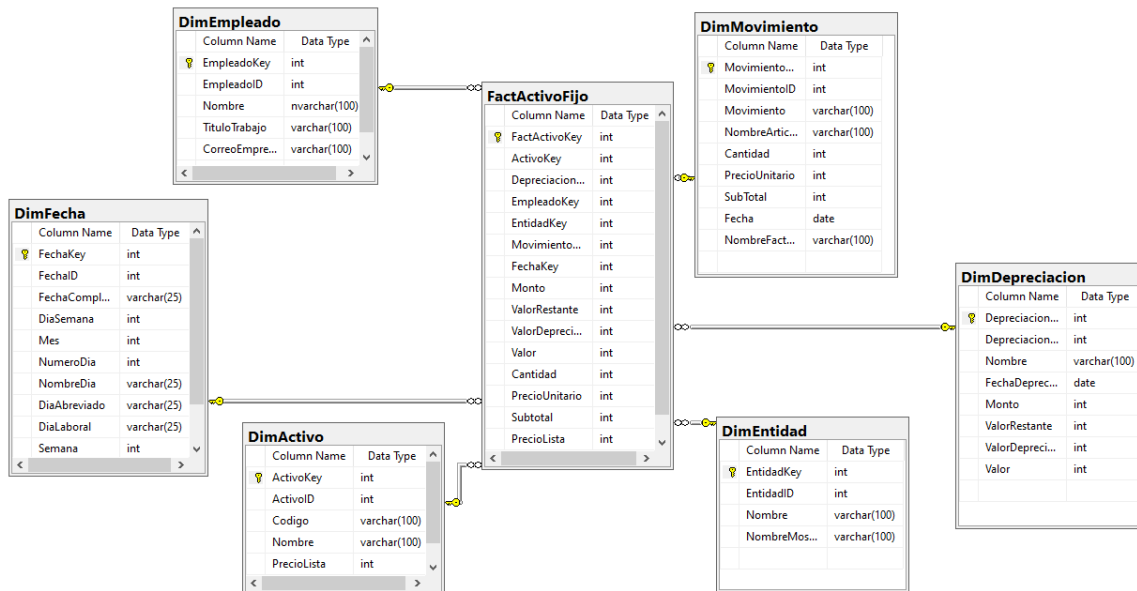 DimEmpleado
Column Name Data Type
EmpleadoKey int
EmpleadoID int
Nombre nvarchar(100)
TituloTrabajo varchar(100)
CorreoEmpre... varchar(100)
DimMovimiento
Column Name Data Type
Movimiento... int
MovimientoID int
Movimiento varchar(100)
NombreArtic... varchar(100)
Cantidad int
PrecioUnitario int
SubTotal int
Fecha date
NombreFact... varchar(100)
FactActivoFijo
Column Name Data Type
FactActivoKey int
ActivoKey int
Depreciacion... int
EmpleadoKey int
EntidadKey int
Movimiento... int
FechaKey int
Monto int
ValorRestante int
ValorDepreci... int
Valor int
Cantidad int
PrecioUnitario int
Subtotal int
PrecioLista int
DimFecha
Column Name Data Type
FechaKey int
FechaID int
FechaCompl... varchar(25)
DiaSemana int
Mes int
NumeroDia int
NombreDia varchar(25)
DiaAbreviado varchar(25)
DiaLaboral varchar(25)
Semana int
DimDepreciacion
Column Name Data Type
Depreciacion... int
Depreciacion... int
Nombre varchar(100)
FechaDeprec... date
Monto int
ValorRestante int
ValorDepreci... int
Valor int
DimActivo
Column Name Data Type
ActivoKey int
ActivoID int
Codigo varchar(100)
Nombre varchar(100)
PrecioLista int
DimEntidad
Column Name Data Type
EntidadKey int
EntidadID int
Nombre varchar(100)
NombreMos... varchar(100)